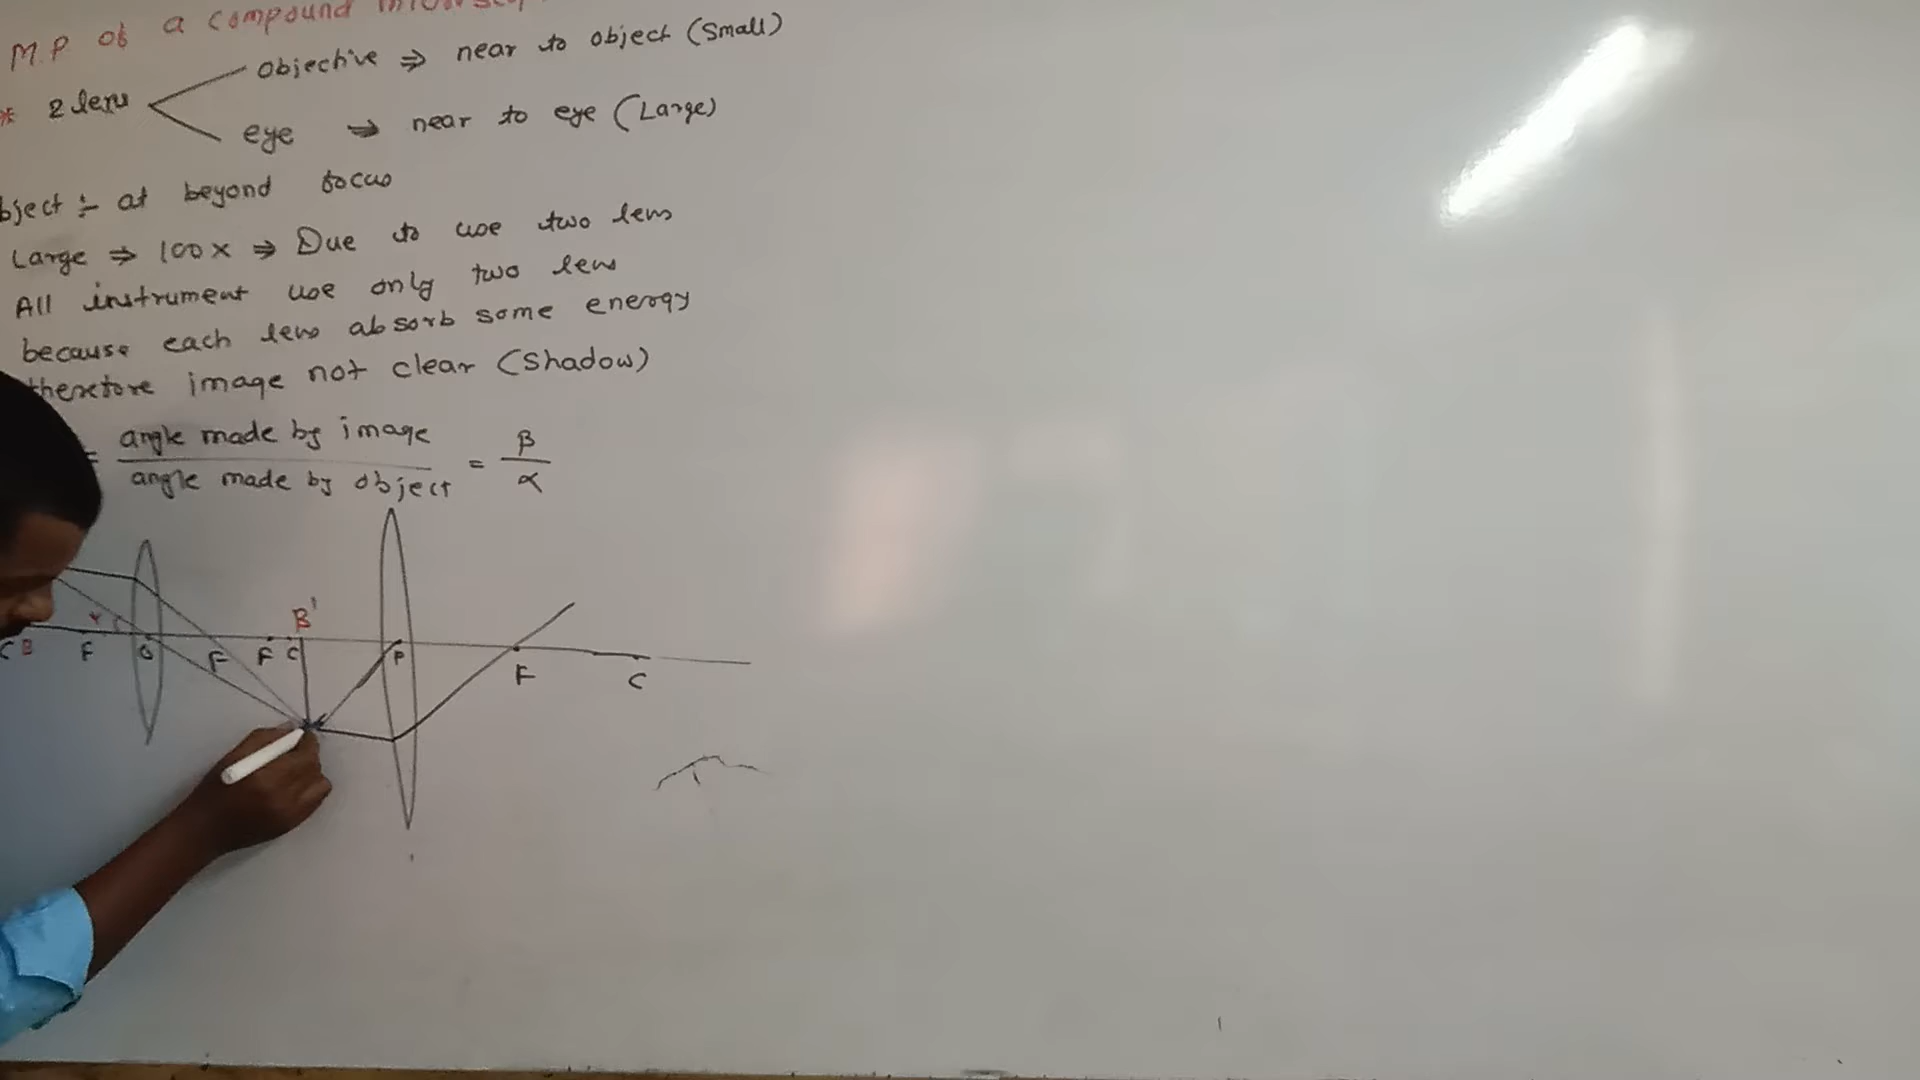 M.P of a compound
* 2 lens
objective ⇒ near to object (small)
eye ⇒ near to eye (Large)
bject :- at beyond focus
Large ⇒ 100x ⇒ Due to use two lens
All instrument use only two lens
because each lens absorb some energy
therefore image not clear (Shadow)
= angle made by image / angle made by object = β / α
B'
C B F O F F C P F C